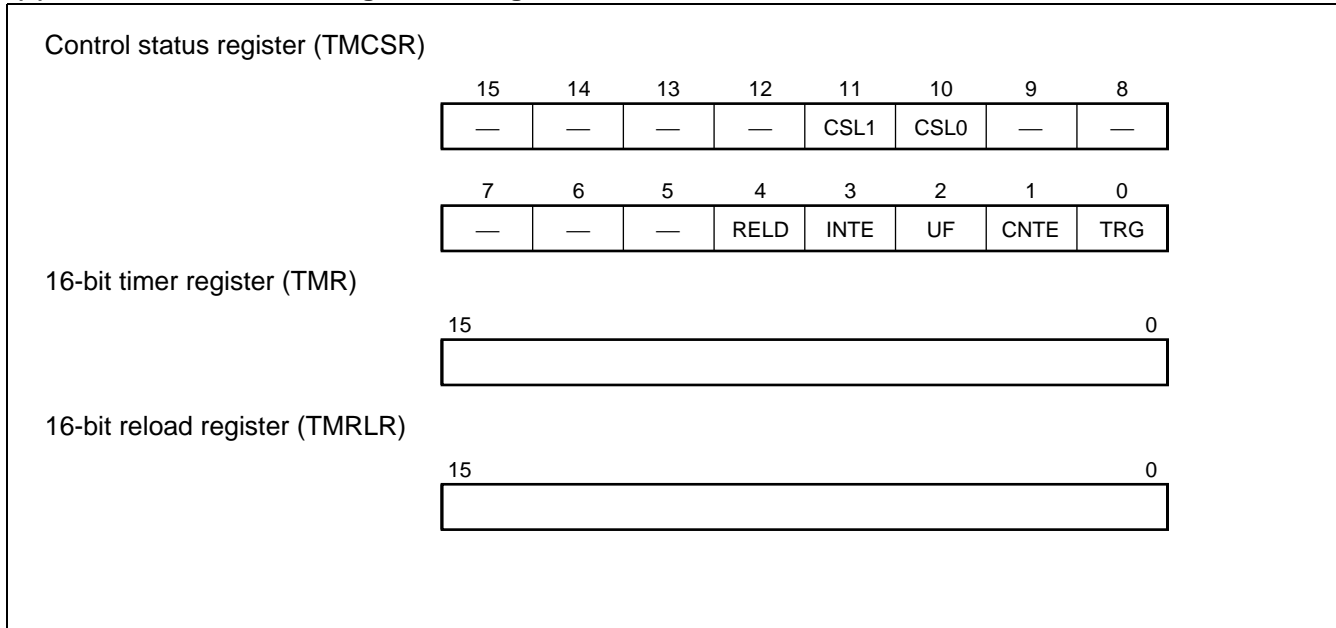 Control status register (TMCSR)
15 14 13 12 11 10 9 8
— — — — CSL1 CSL0 — —
7 6 5 4 3 2 1 0
— — — RELD INTE UF CNTE TRG
16-bit timer register (TMR)
15 0
16-bit reload register (TMRLR)
15 0